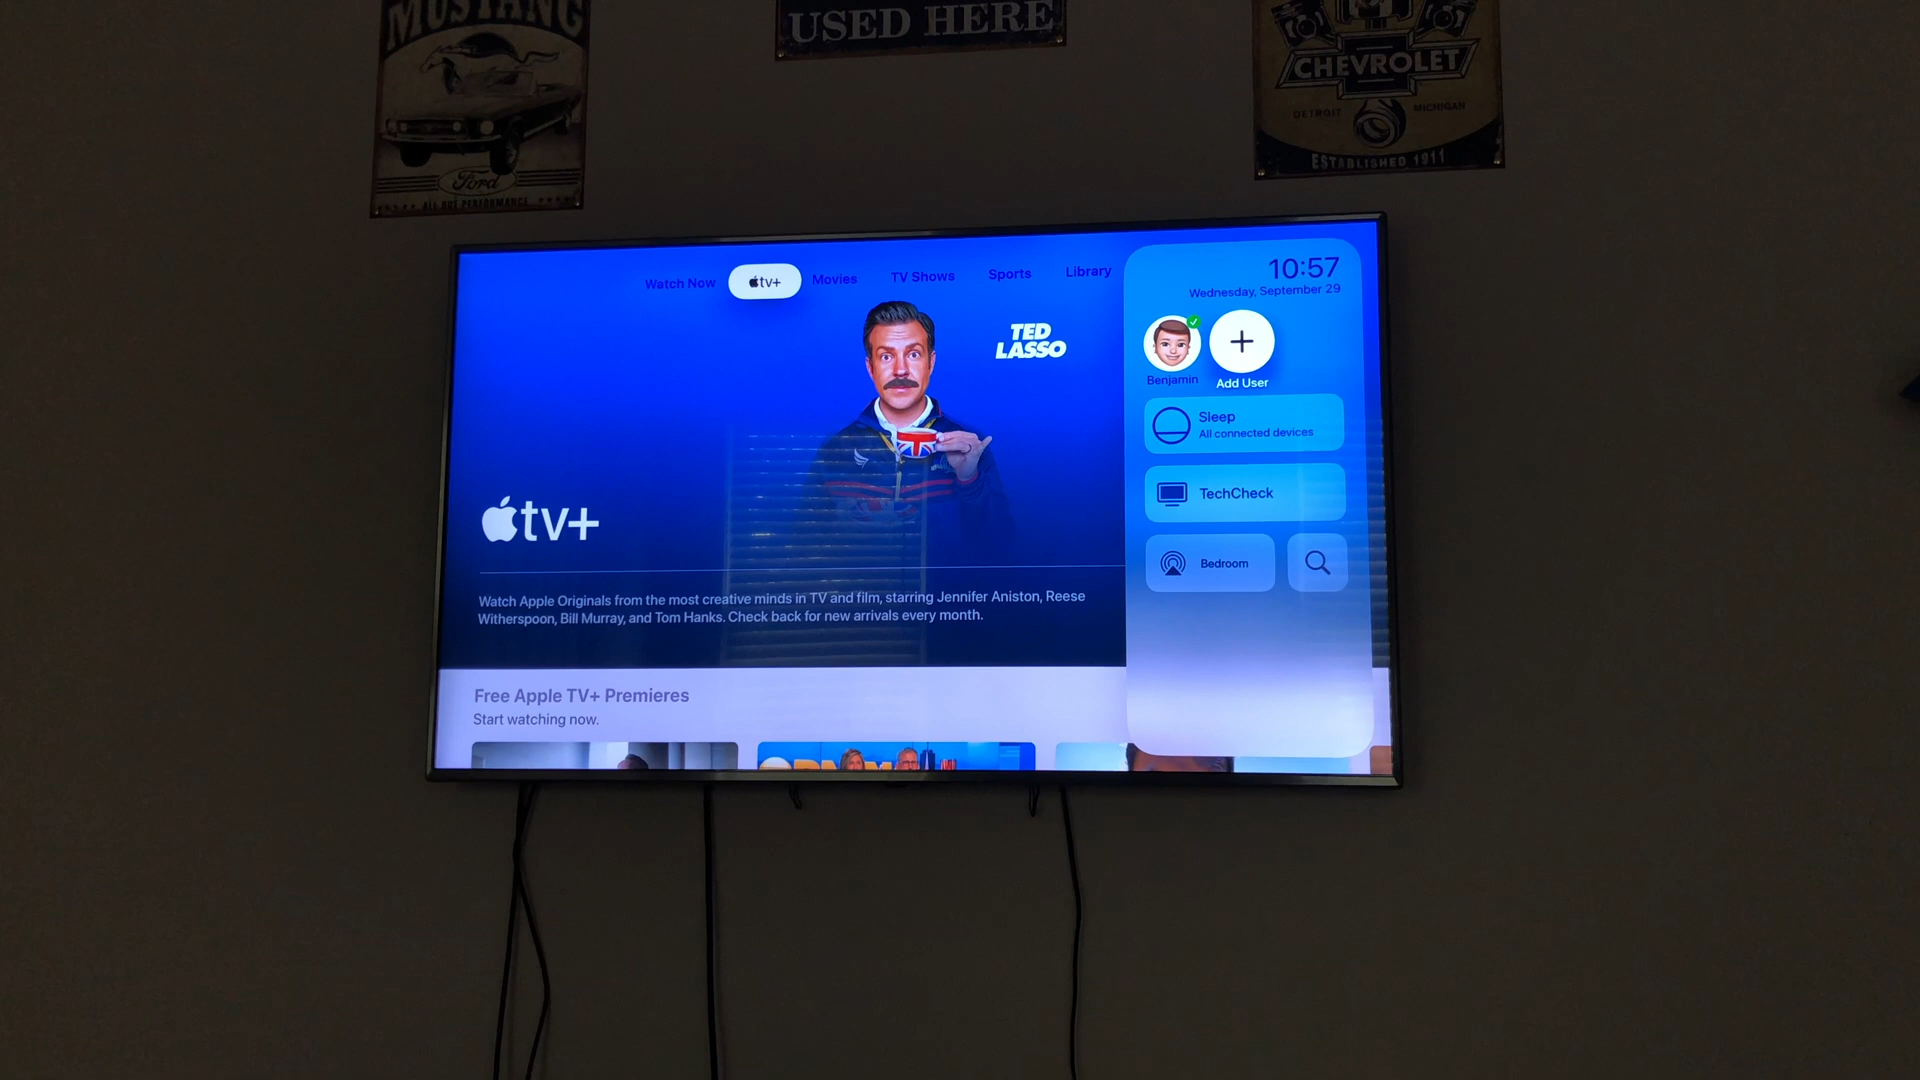 MUSTANG
Ford
ALL OUT PERFORMANCE
USED HERE
CHEVROLET
DETROIT MICHIGAN
ESTABLISHED 1911
Watch Now tv+ Movies TV Shows Sports Library
TED
LASSO
tv+
Watch Apple Originals from the most creative minds in TV and film, starring Jennifer Aniston, Reese
Witherspoon, Bill Murray, and Tom Hanks. Check back for new arrivals every month.
Free Apple TV+ Premieres
Start watching now.
10:57
Wednesday, September 29
Benjamin
Add User
Sleep
All connected devices
TechCheck
Bedroom